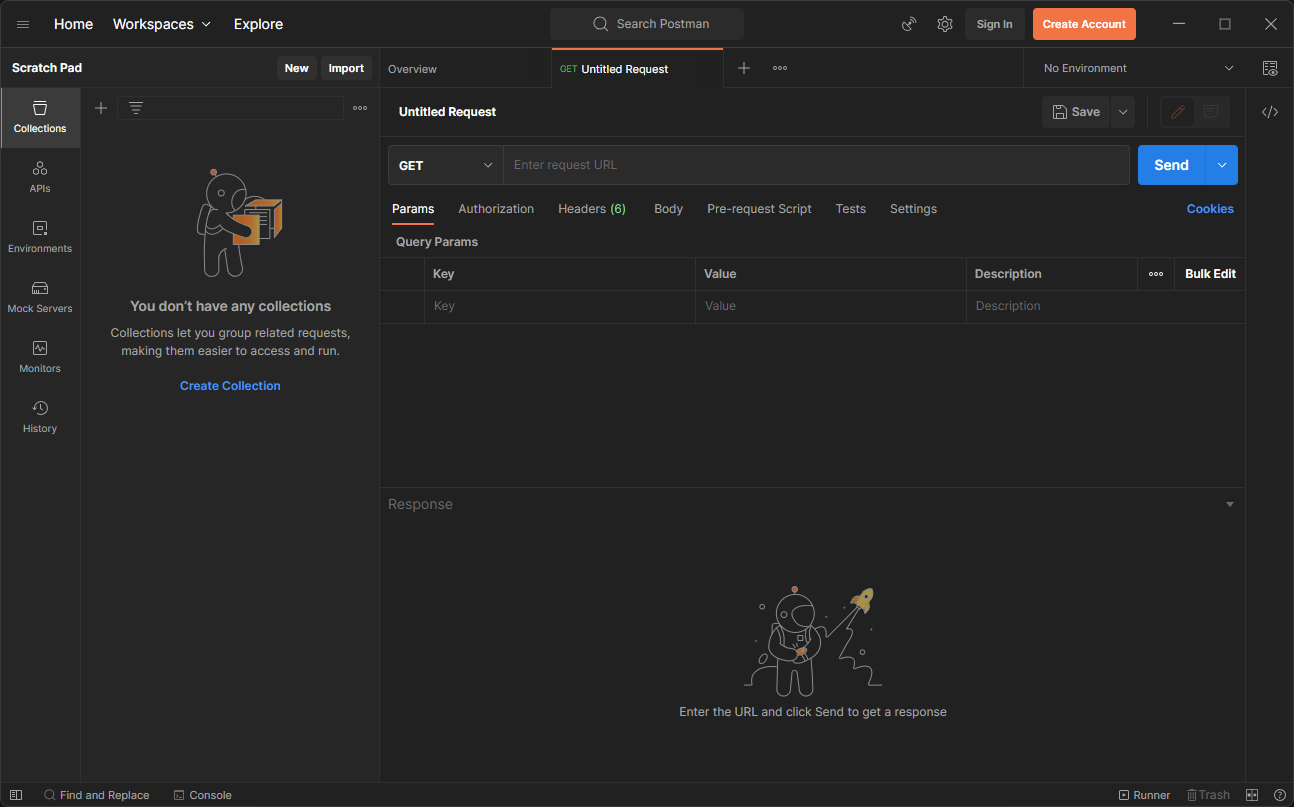 Home Workspaces Explore Search Postman Sign In Create Account
Scratch Pad New Import Overview GET Untitled Request No Environment
Collections
APIs
Environments
Mock Servers
Monitors
History
You don’t have any collections
Collections let you group related requests,
making them easier to access and run.
Create Collection
Untitled Request Save
GET Enter request URL Send
Params Authorization Headers (6) Body Pre-request Script Tests Settings Cookies
Query Params
Key Value Description Bulk Edit
Key Value Description
Response
Enter the URL and click Send to get a response
Find and Replace Console Runner Trash